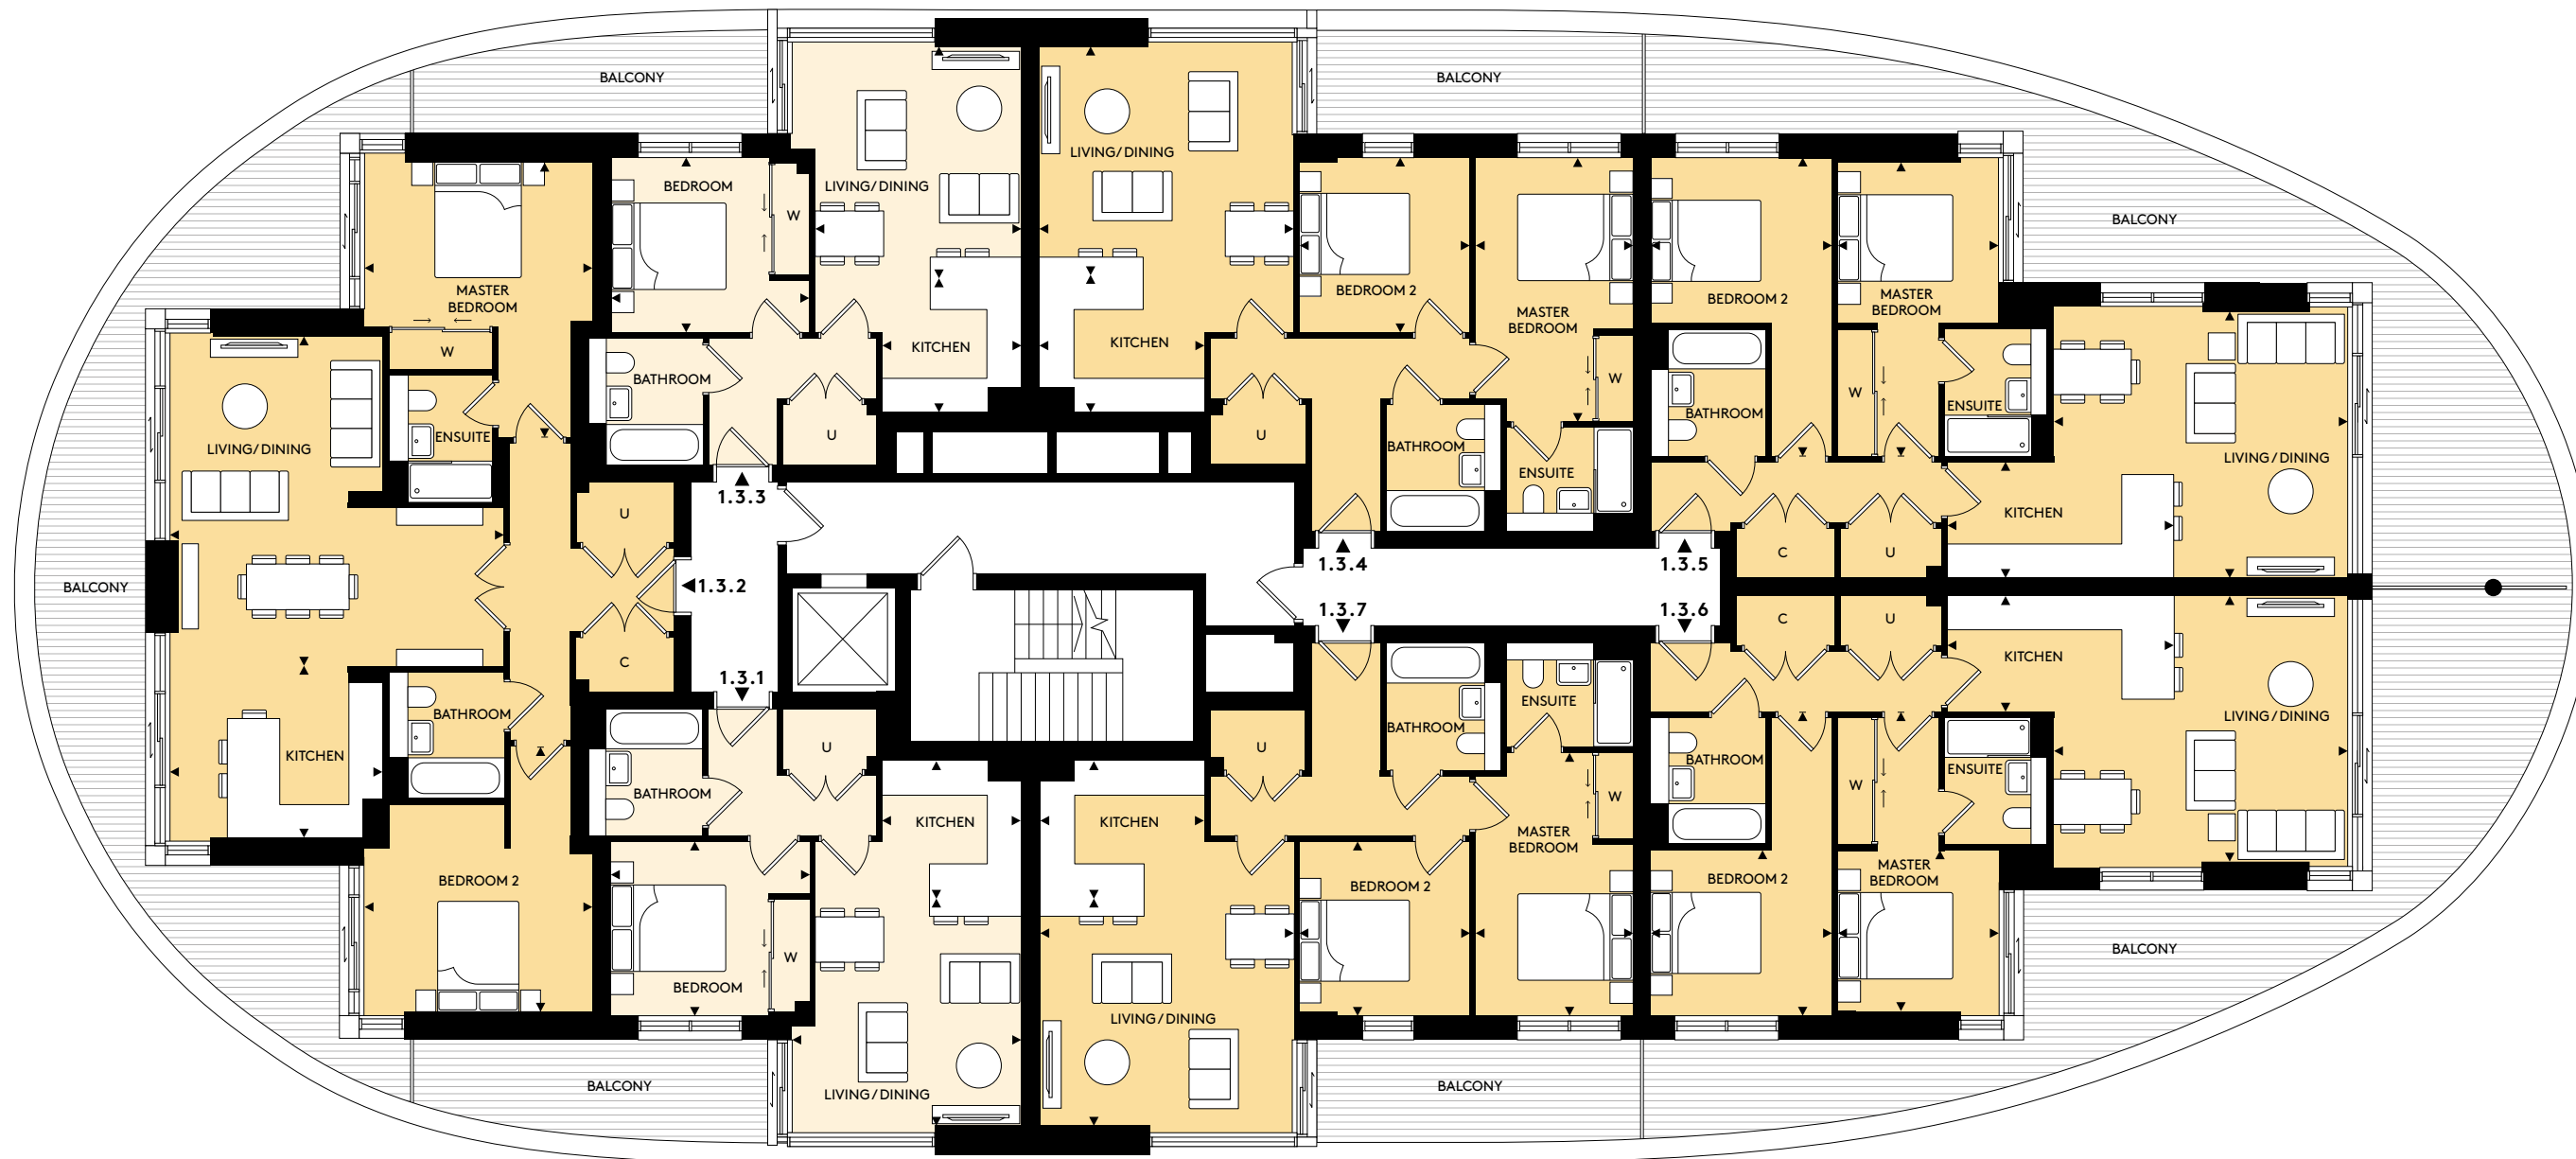 BALCONY
BALCONY
LIVING/DINING
BEDROOM
LIVING/DINING
W
BALCONY
MASTER
BEDROOM
W
ENSUITE
LIVING/DINING
KITCHEN
BATHROOM
U
KITCHEN
U
BEDROOM 2
MASTER
BEDROOM
W
BATHROOM
ENSUITE
BEDROOM 2
MASTER
BEDROOM
BATHROOM
W
ENSUITE
LIVING/DINING
KITCHEN
C
U
1.3.3
U
1.3.2
C
1.3.1
1.3.4
1.3.5
1.3.7
1.3.6
BALCONY
BATHROOM
KITCHEN
BEDROOM 2
BATHROOM
U
KITCHEN
BEDROOM
W
LIVING/DINING
BALCONY
KITCHEN
U
LIVING/DINING
BATHROOM
ENSUITE
BEDROOM 2
MASTER
BEDROOM
W
BALCONY
C
U
KITCHEN
LIVING/DINING
BATHROOM
W
ENSUITE
BEDROOM 2
MASTER
BEDROOM
BALCONY